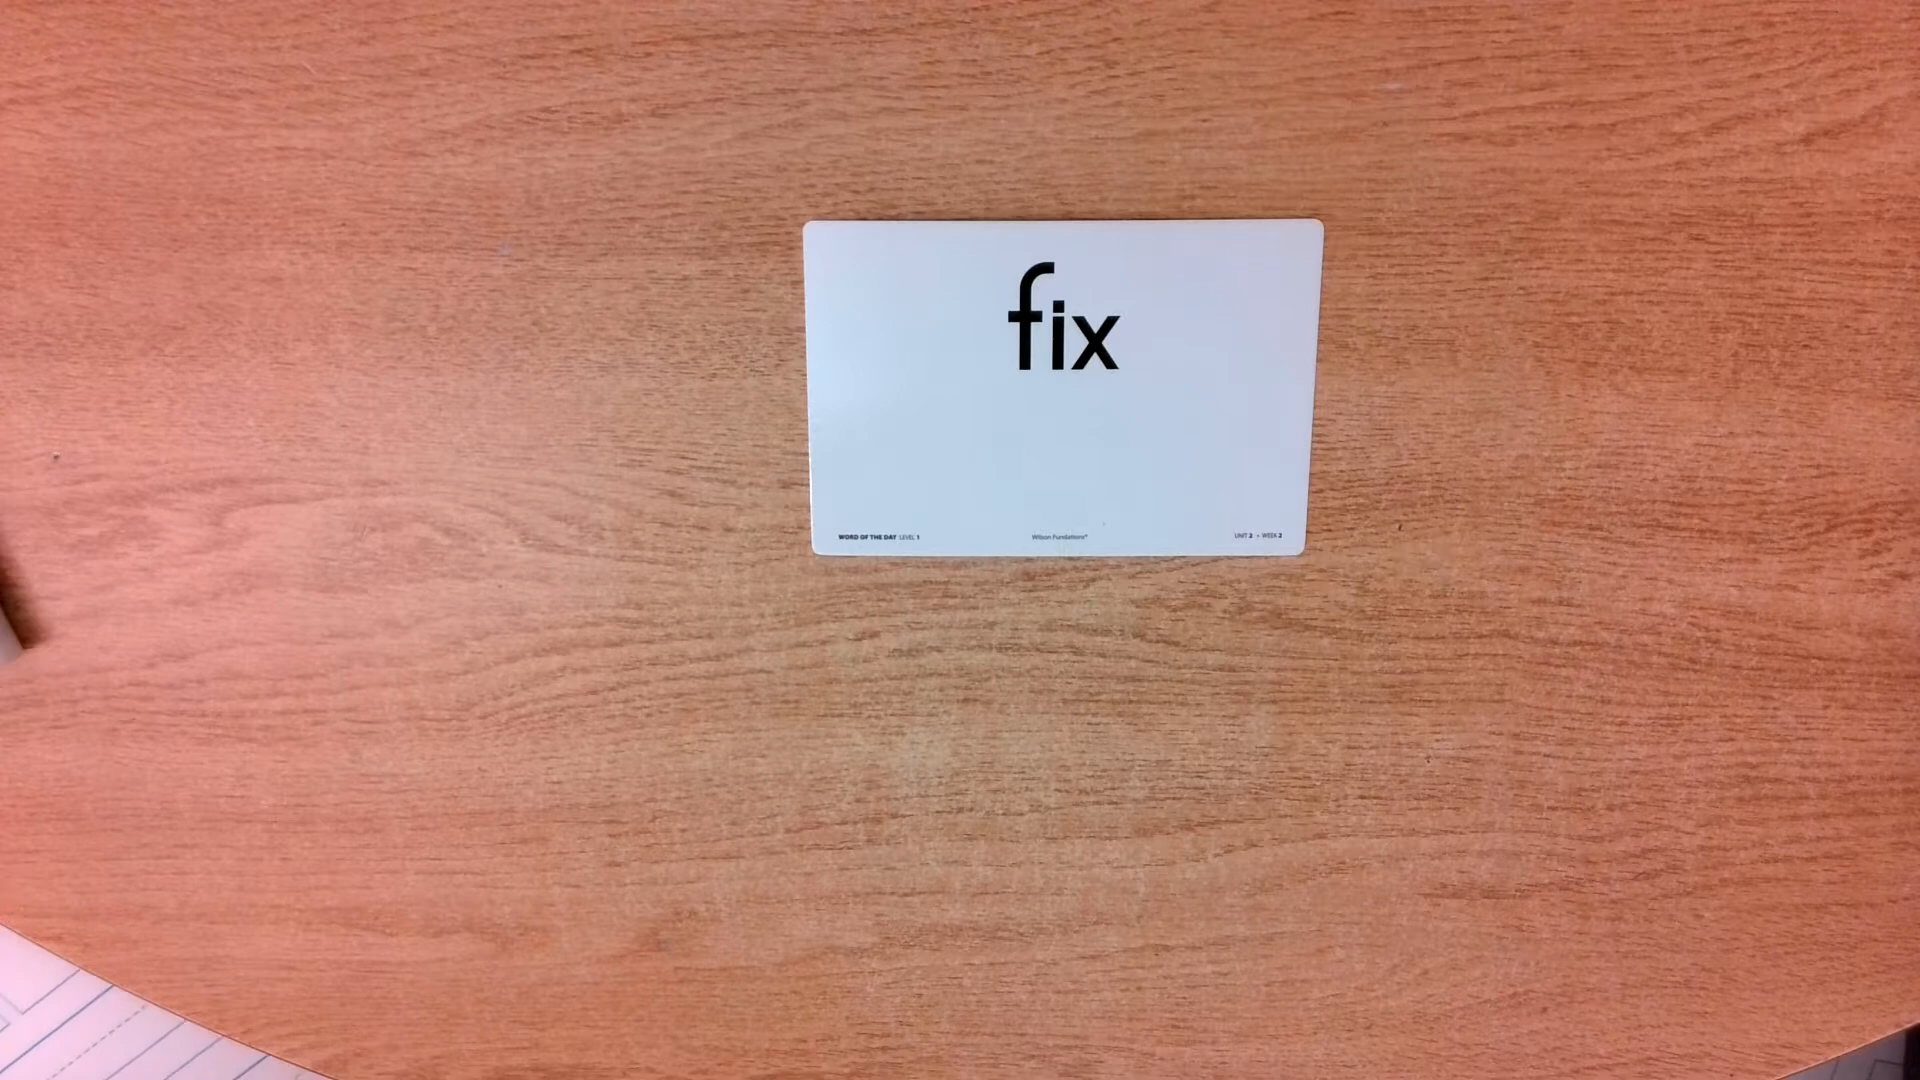 fix
WORD OF THE DAY LEVEL 1
Wilson Fundations®
UNIT 2 • WEEK 2